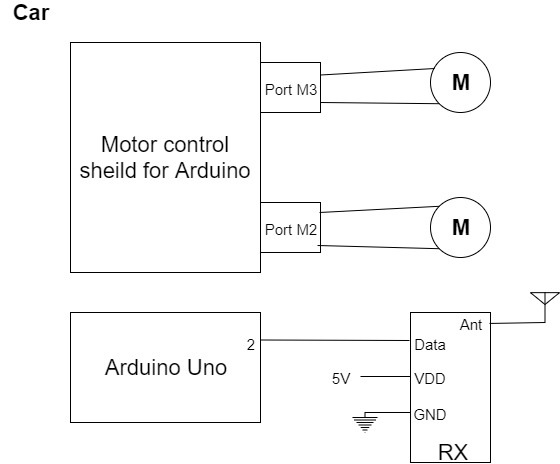 Car
Port M3
M
Motor control
sheild for Arduino
Port M2
M
Ant
2
Data
Arduino Uno
5V
VDD
GND
RX